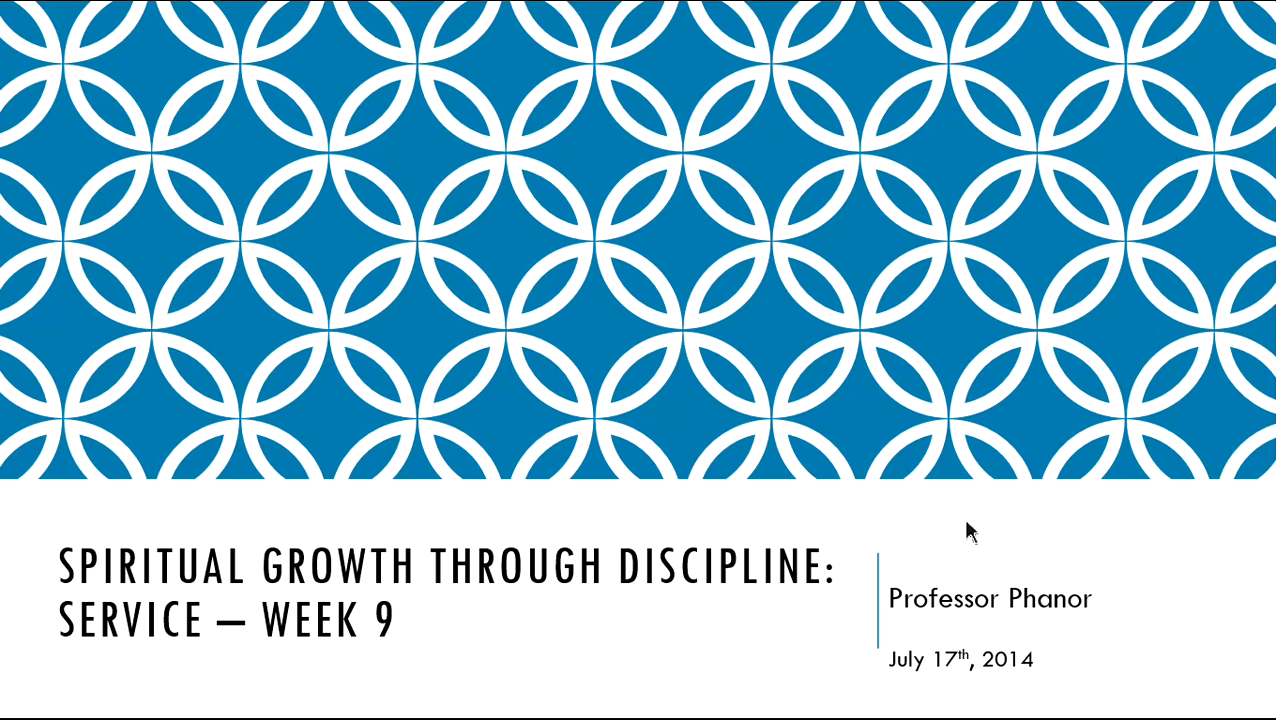 SPIRITUAL GROWTH THROUGH DISCIPLINE:
SERVICE – WEEK 9
Professor Phanor
July 17th, 2014